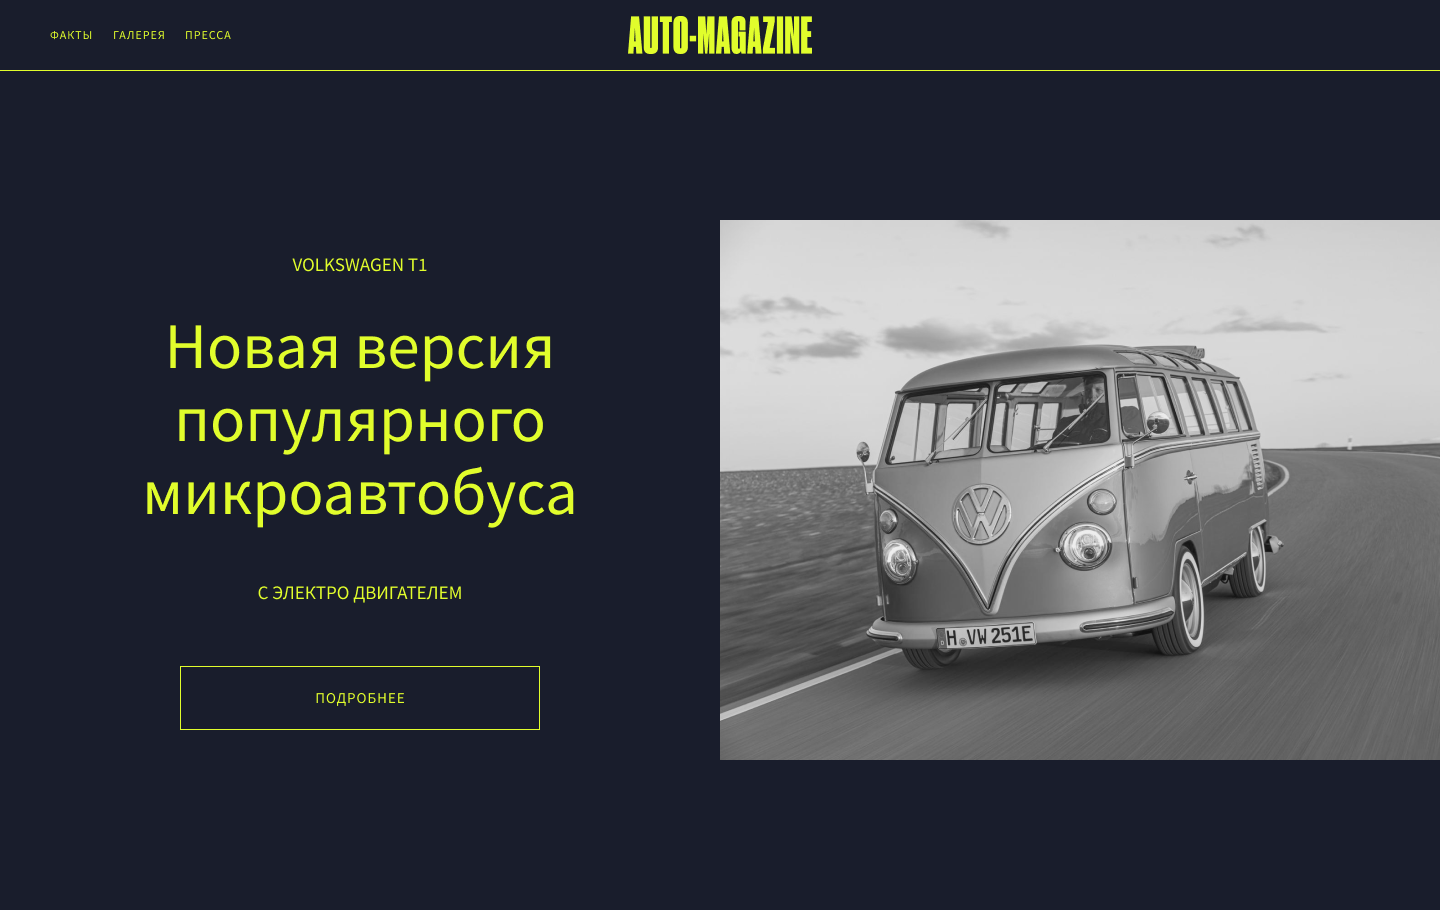 ФАКТЫ ГАЛЕРЕЯ ПРЕССА
AUTO-MAGAZINE
VOLKSWAGEN T1
Новая версия
популярного
микроавтобуса
С ЭЛЕКТРО ДВИГАТЕЛЕМ
ПОДРОБНЕЕ
H VW 251E